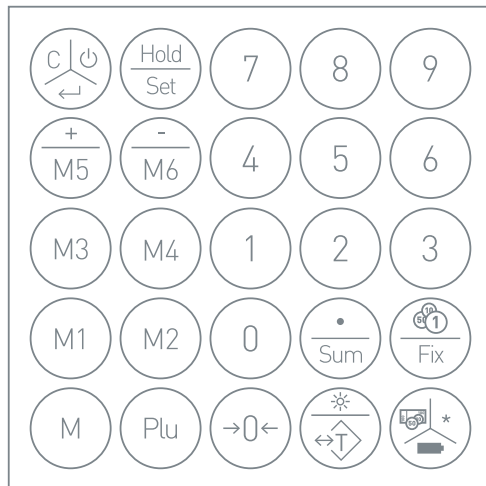 C Hold 7 8 9
Set
+ -
M5 M6 4 5 6
M3 M4 1 2 3
M1 M2 0 • 10 50 1
Sum Fix
M Plu →0← ↔T 50 *